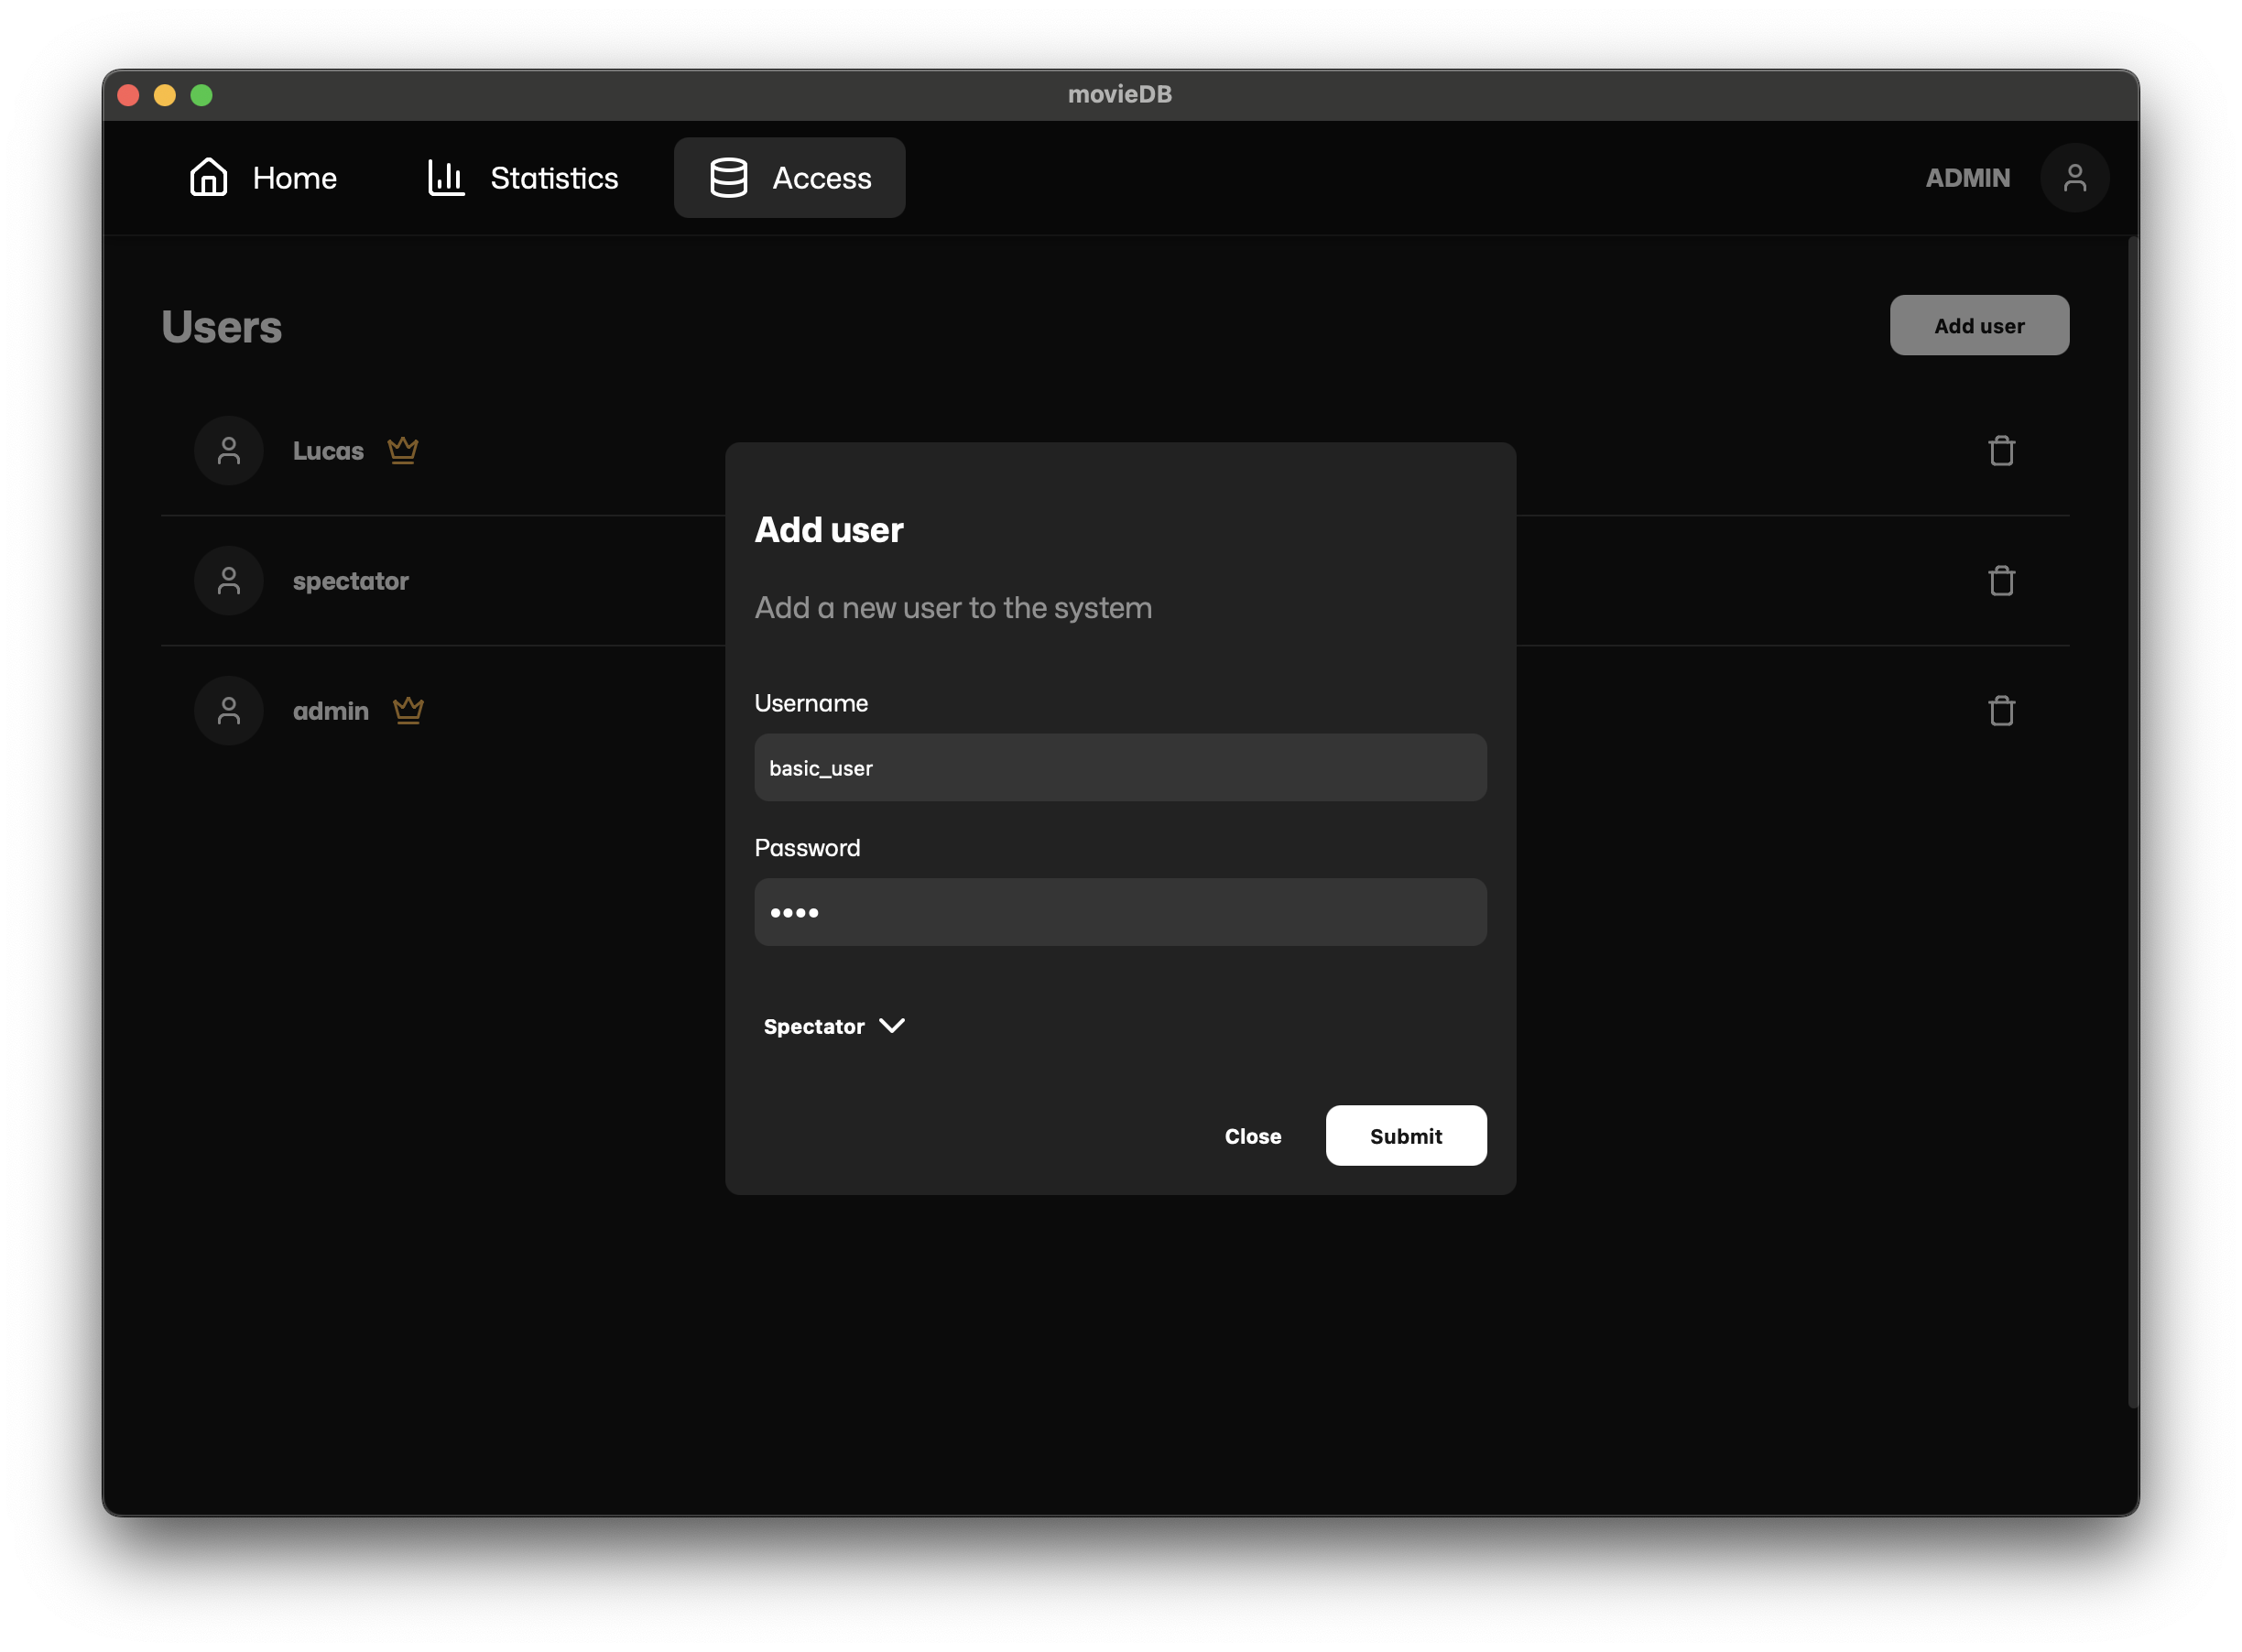 movieDB
Home Statistics Access ADMIN
Users Add user
Lucas
spectator
admin
Add user
Add a new user to the system
Username
basic_user
Password
••••
Spectator
Close Submit